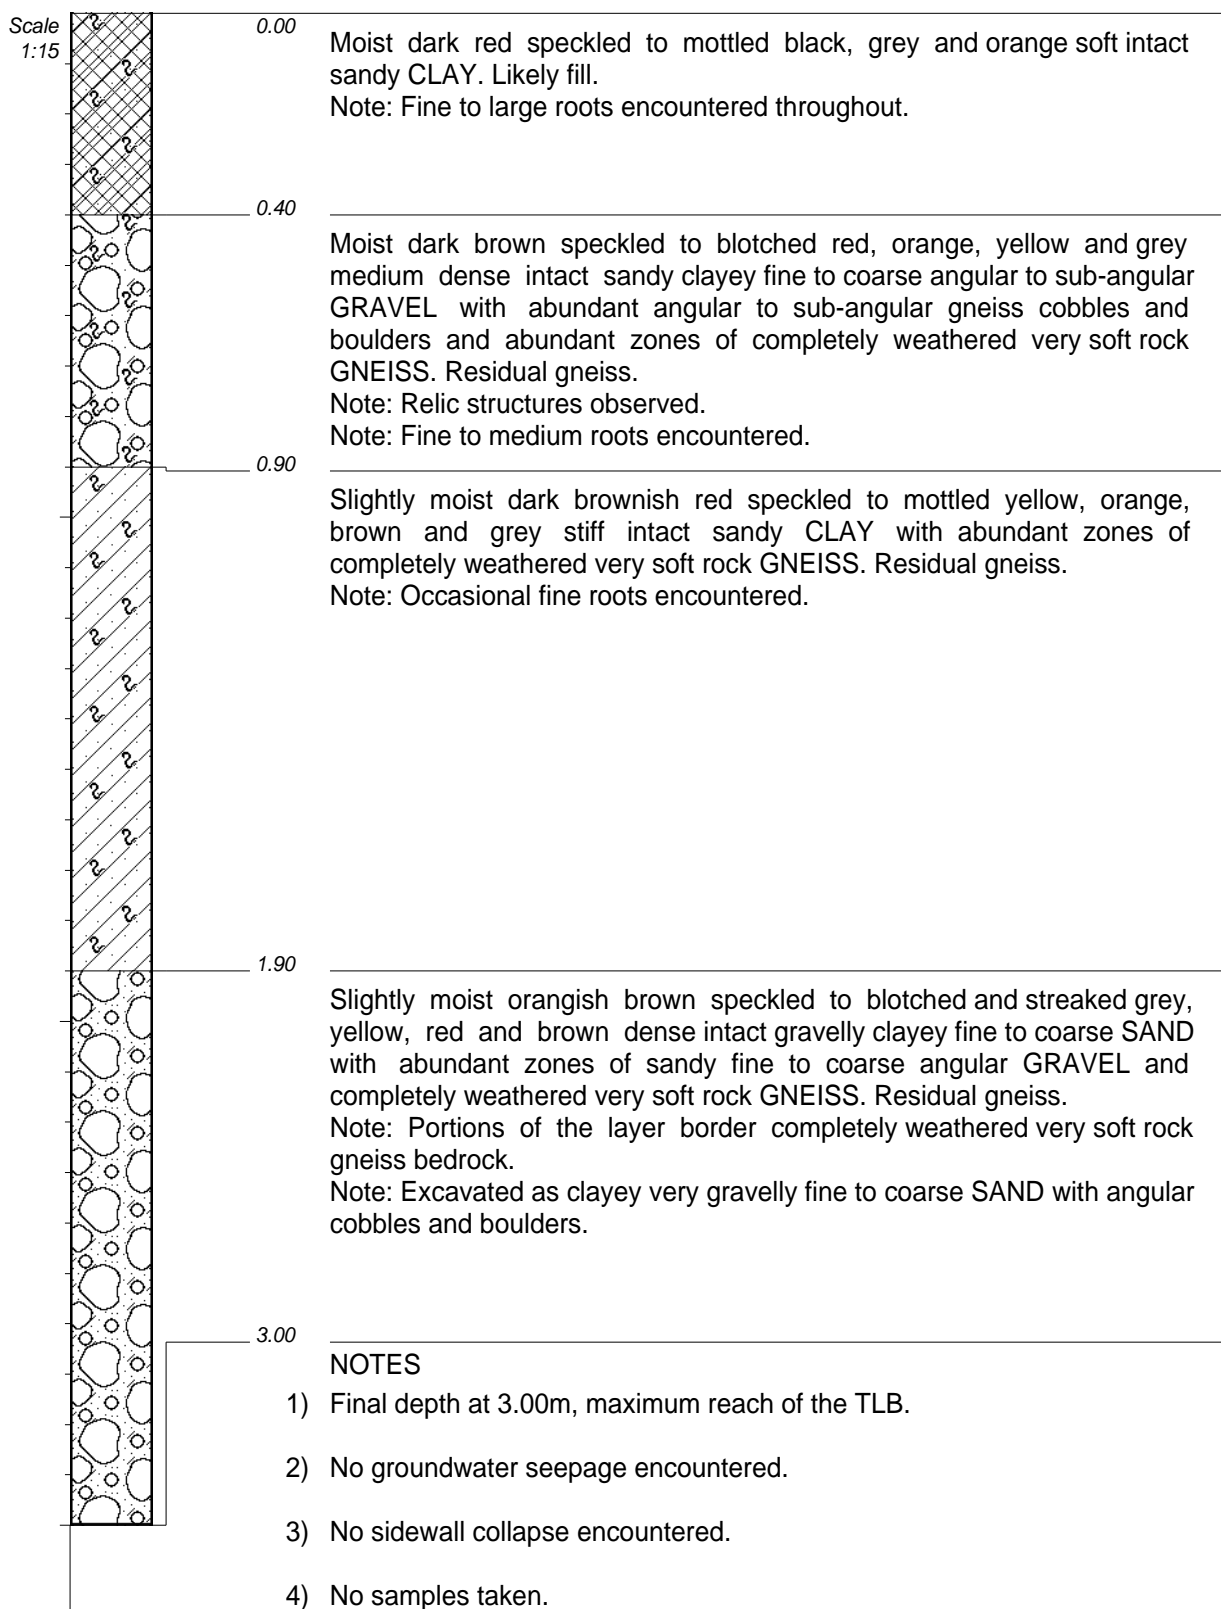 Scale
1:15
0.00
Moist dark red speckled to mottled black, grey and orange soft intact
sandy CLAY. Likely fill.
Note: Fine to large roots encountered throughout.
0.40
Moist dark brown speckled to blotched red, orange, yellow and grey
medium dense intact sandy clayey fine to coarse angular to sub-angular
GRAVEL with abundant angular to sub-angular gneiss cobbles and
boulders and abundant zones of completely weathered very soft rock
GNEISS. Residual gneiss.
Note: Relic structures observed.
Note: Fine to medium roots encountered.
0.90
Slightly moist dark brownish red speckled to mottled yellow, orange,
brown and grey stiff intact sandy CLAY with abundant zones of
completely weathered very soft rock GNEISS. Residual gneiss.
Note: Occasional fine roots encountered.
1.90
Slightly moist orangish brown speckled to blotched and streaked grey,
yellow, red and brown dense intact gravelly clayey fine to coarse SAND
with abundant zones of sandy fine to coarse angular GRAVEL and
completely weathered very soft rock GNEISS. Residual gneiss.
Note: Portions of the layer border completely weathered very soft rock
gneiss bedrock.
Note: Excavated as clayey very gravelly fine to coarse SAND with angular
cobbles and boulders.
3.00
NOTES
1) Final depth at 3.00m, maximum reach of the TLB.
2) No groundwater seepage encountered.
3) No sidewall collapse encountered.
4) No samples taken.